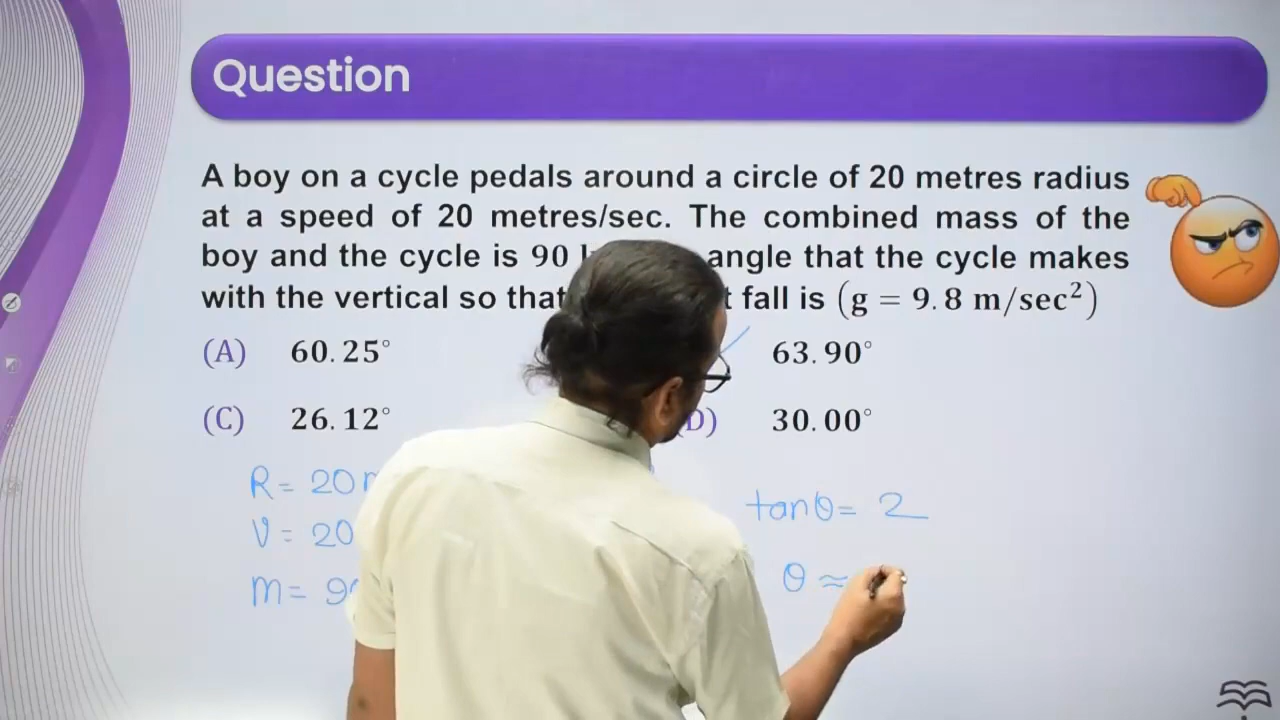 Question
A boy on a cycle pedals around a circle of 20 metres radius
at a speed of 20 metres/sec. The combined mass of the
boy and the cycle is 90 angle that the cycle makes
with the vertical so that fall is (g = 9.8 m/sec²)
(A) 60.25° 63.90°
(C) 26.12° D) 30.00°
R = 20
V = 20
m = 
tanθ = 2
θ ≈